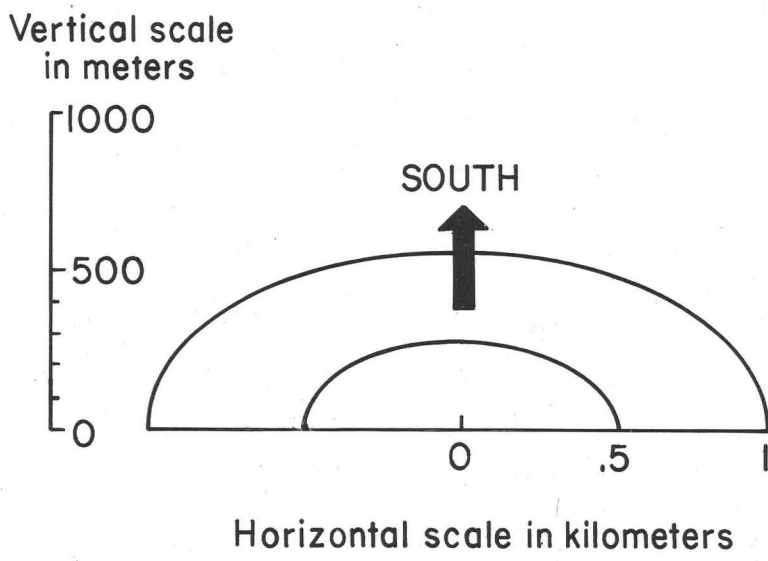 Vertical scale
in meters
1000
SOUTH
500
0
0 .5 1
Horizontal scale in kilometers